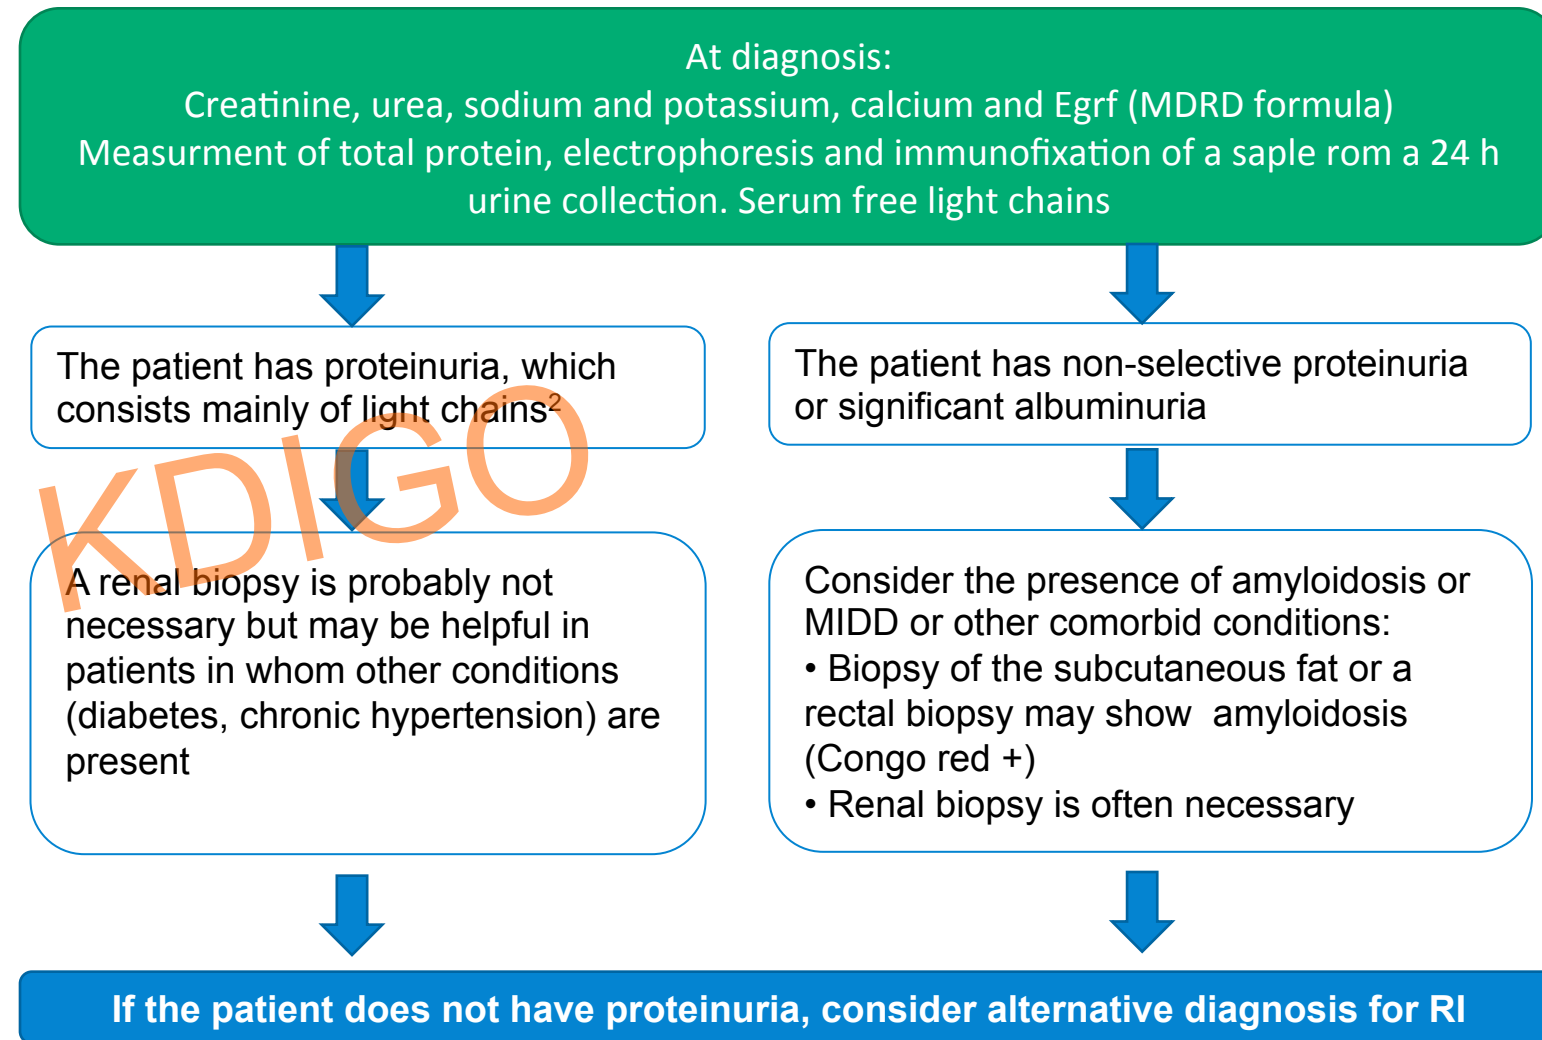 At diagnosis:
Creatinine, urea, sodium and potassium, calcium and Egrf (MDRD formula)
Measurment of total protein, electrophoresis and immunofixation of a saple rom a 24 h
urine collection. Serum free light chains
The patient has proteinuria, which
consists mainly of light chains²
The patient has non-selective proteinuria
or significant albuminuria
KDIGO
A renal biopsy is probably not
necessary but may be helpful in
patients in whom other conditions
(diabetes, chronic hypertension) are
present
Consider the presence of amyloidosis or
MIDD or other comorbid conditions:
• Biopsy of the subcutaneous fat or a
rectal biopsy may show  amyloidosis
(Congo red +)
• Renal biopsy is often necessary
If the patient does not have proteinuria, consider alternative diagnosis for RI